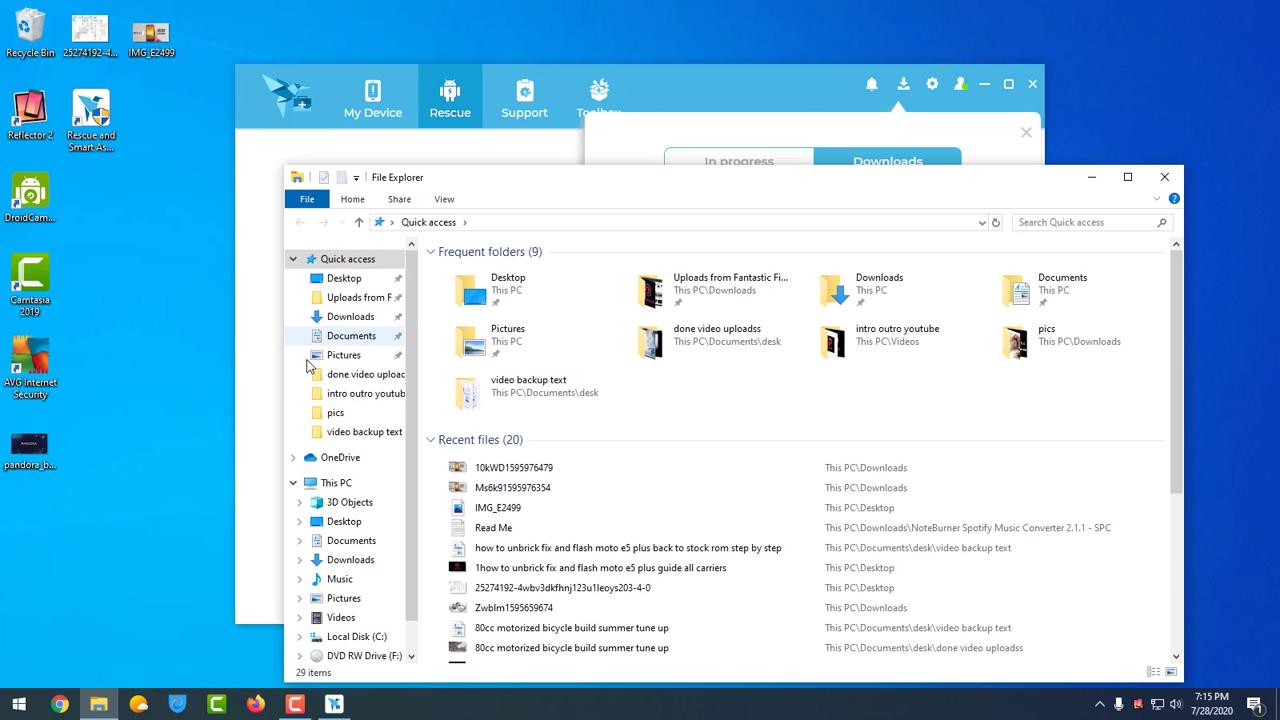 Recycle Bin
25274192-4...
IMG_E2499
Reflector 2
Rescue and
Smart As...
DroidCam...
Camtasia
2019
AVG Internet
Security
pandora_b...
My Device
Rescue
Support
Toolbox
In progress
Downloads
File Explorer
File
Home
Share
View
Quick access
Search Quick access
Quick access
Desktop
Uploads from F
Downloads
Documents
Pictures
done video uploac
intro outro youtub
pics
video backup text
OneDrive
This PC
3D Objects
Desktop
Documents
Downloads
Music
Pictures
Videos
Local Disk (C:)
DVD RW Drive (F:)
Frequent folders (9)
Desktop
This PC
Uploads from Fantastic Fi...
This PC\Downloads
Downloads
This PC
Documents
This PC
Pictures
This PC
done video uploadss
This PC\Documents\desk
intro outro youtube
This PC\Videos
pics
This PC\Downloads
video backup text
This PC\Documents\desk
Recent files (20)
10kWD1595976479 This PC\Downloads
Ms6k91595976354 This PC\Downloads
IMG_E2499 This PC\Desktop
Read Me This PC\Downloads\NoteBurner Spotify Music Converter 2.1.1 - SPC
how to unbrick fix and flash moto e5 plus back to stock rom step by step This PC\Documents\desk\video backup text
1how to unbrick fix and flash moto e5 plus guide all carriers This PC\Desktop
25274192-4wbv3dkfhnj123u1leoys203-4-0 This PC\Desktop
Zwblm1595659674 This PC\Downloads
80cc motorized bicycle build summer tune up This PC\Documents\desk\video backup text
80cc motorized bicycle build summer tune up This PC\Documents\desk\done video uploadss
29 items
7:15 PM
7/28/2020